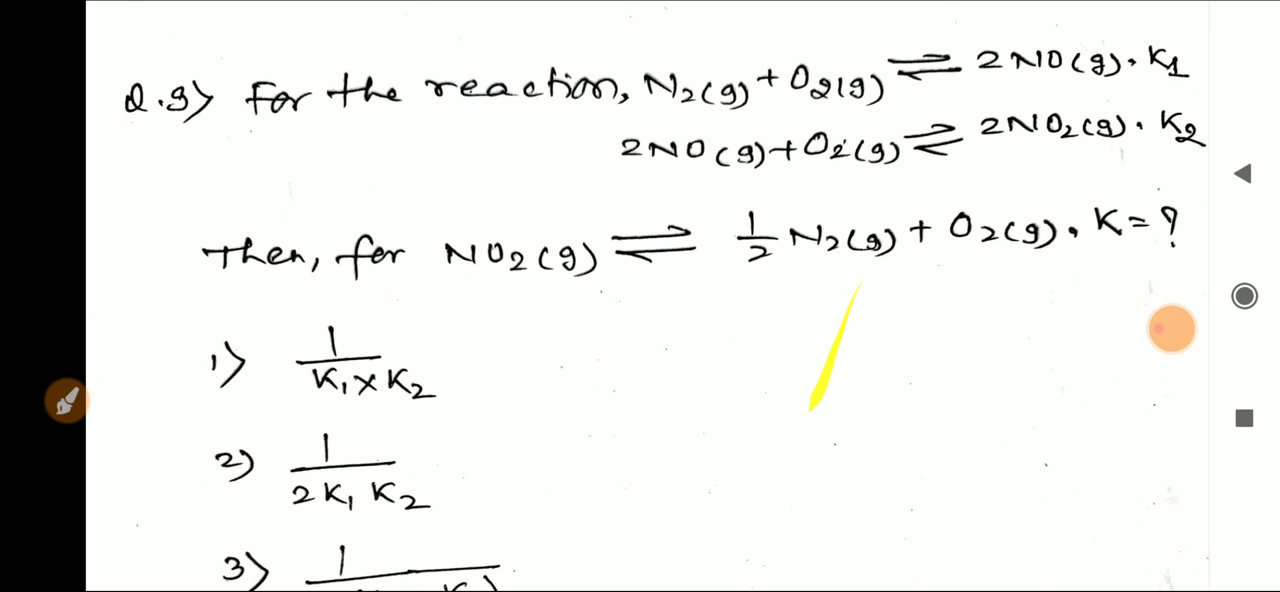 Q.9) For the reaction, N₂(g) + O₂(g) ⇌ 2NO(g). K1
2NO(g) + O₂(g) ⇌ 2NO₂(g). K2
Then, for NO₂(g) ⇌ 1/2 N₂(g) + O₂(g). K = ?
1) 1/(K₁ × K₂)
2) 1/(2K₁ K₂)
3) 1